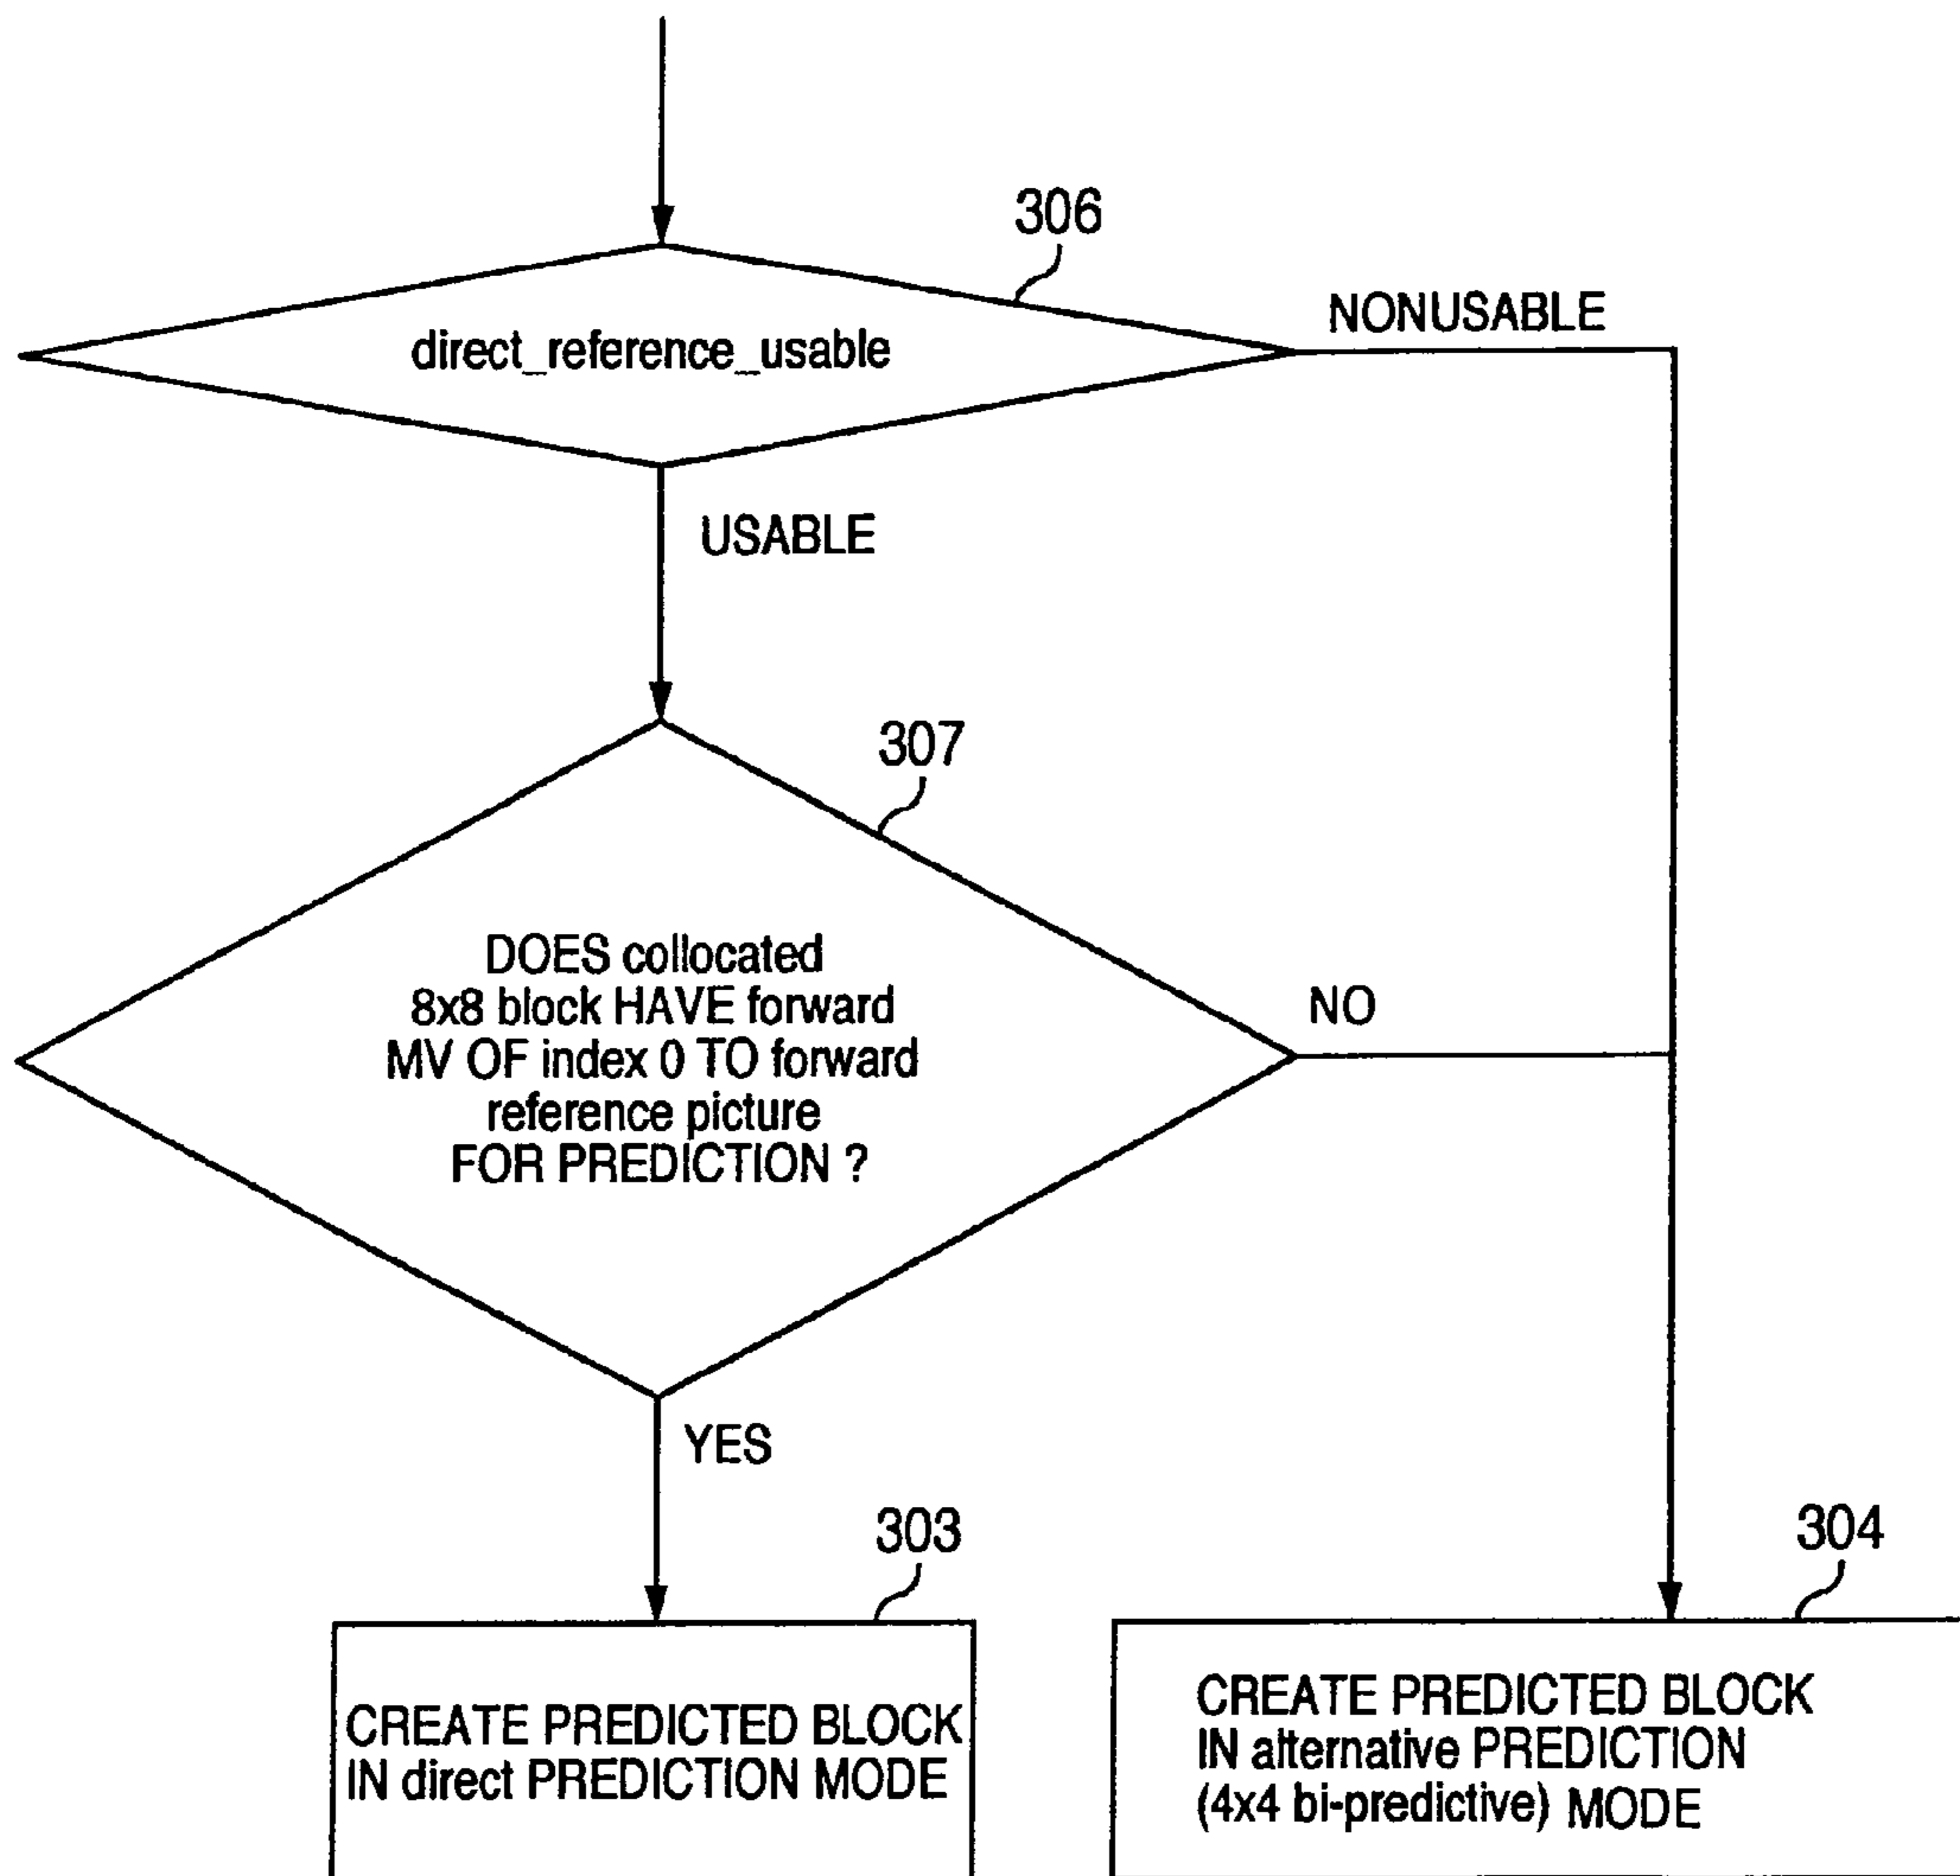 306
NONUSABLE
direct_reference_usable
USABLE
307
DOES collocated
8x8 block HAVE forward
MV OF index 0 TO forward
reference picture
FOR PREDICTION ?
NO
YES
303
304
CREATE PREDICTED BLOCK
IN direct PREDICTION MODE
CREATE PREDICTED BLOCK
IN alternative PREDICTION
(4x4 bi-predictive) MODE